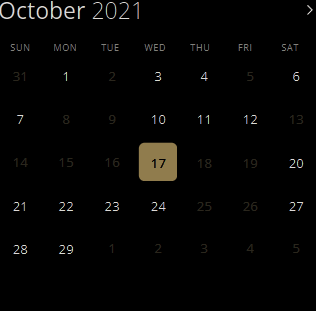 October 2021
SUN MON TUE WED THU FRI SAT
31 1 2 3 4 5 6
7 8 9 10 11 12 13
14 15 16 17 18 19 20
21 22 23 24 25 26 27
28 29 1 2 3 4 5